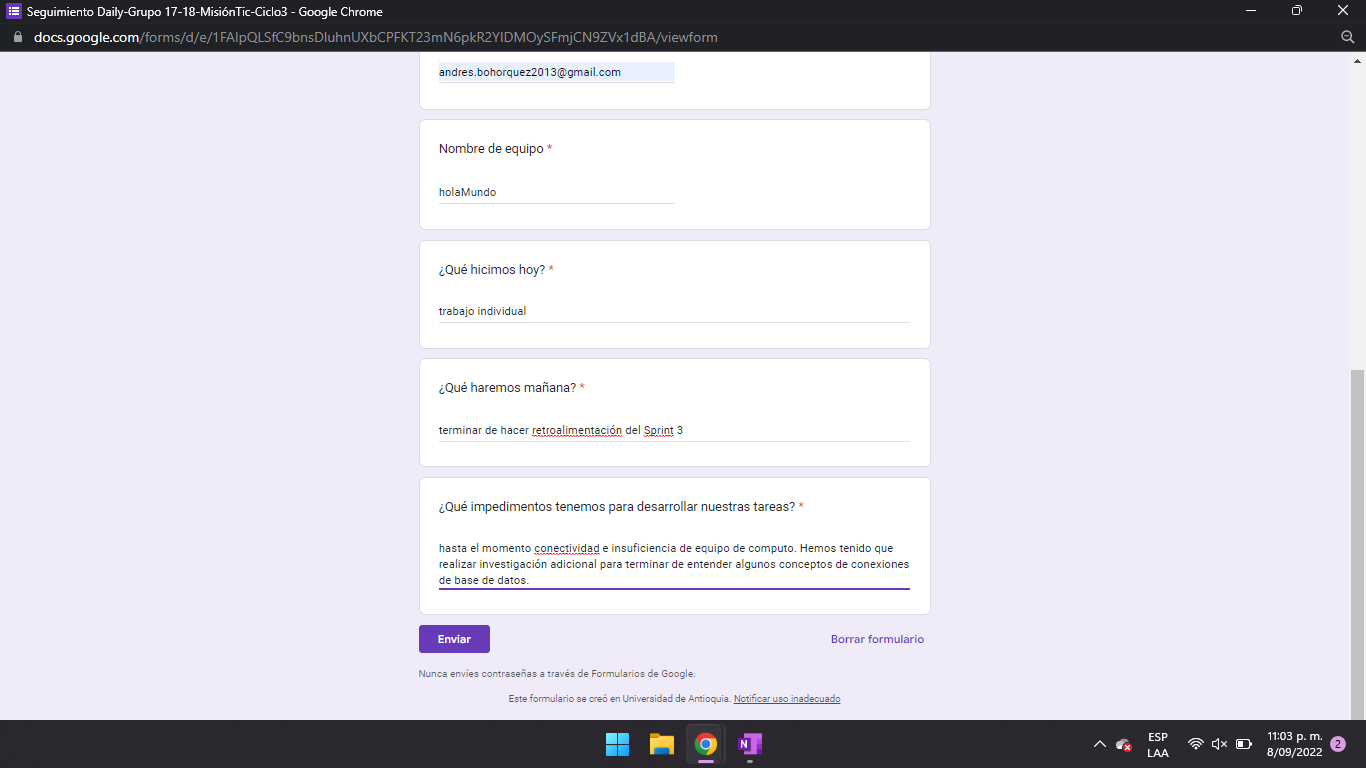 Seguimiento Daily-Grupo 17-18-MisiónTic-Ciclo3 - Google Chrome
docs.google.com/forms/d/e/1FAIpQLSfC9bnsDIuhnUXbCPFKT23mN6pkR2YIDMOySFmjCN9ZVx1dBA/viewform
andres.bohorquez2013@gmail.com
Nombre de equipo *
holaMundo
¿Qué hicimos hoy? *
trabajo individual
¿Qué haremos mañana? *
terminar de hacer retroalimentación del Sprint 3
¿Qué impedimentos tenemos para desarrollar nuestras tareas? *
hasta el momento conectividad e insuficiencia de equipo de computo. Hemos tenido que
realizar investigación adicional para terminar de entender algunos conceptos de conexiones
de base de datos.
Enviar
Borrar formulario
Nunca envíes contraseñas a través de Formularios de Google.
Este formulario se creó en Universidad de Antioquia. Notificar uso inadecuado
N
ESP
LAA
11:03 p. m.
8/09/2022
2